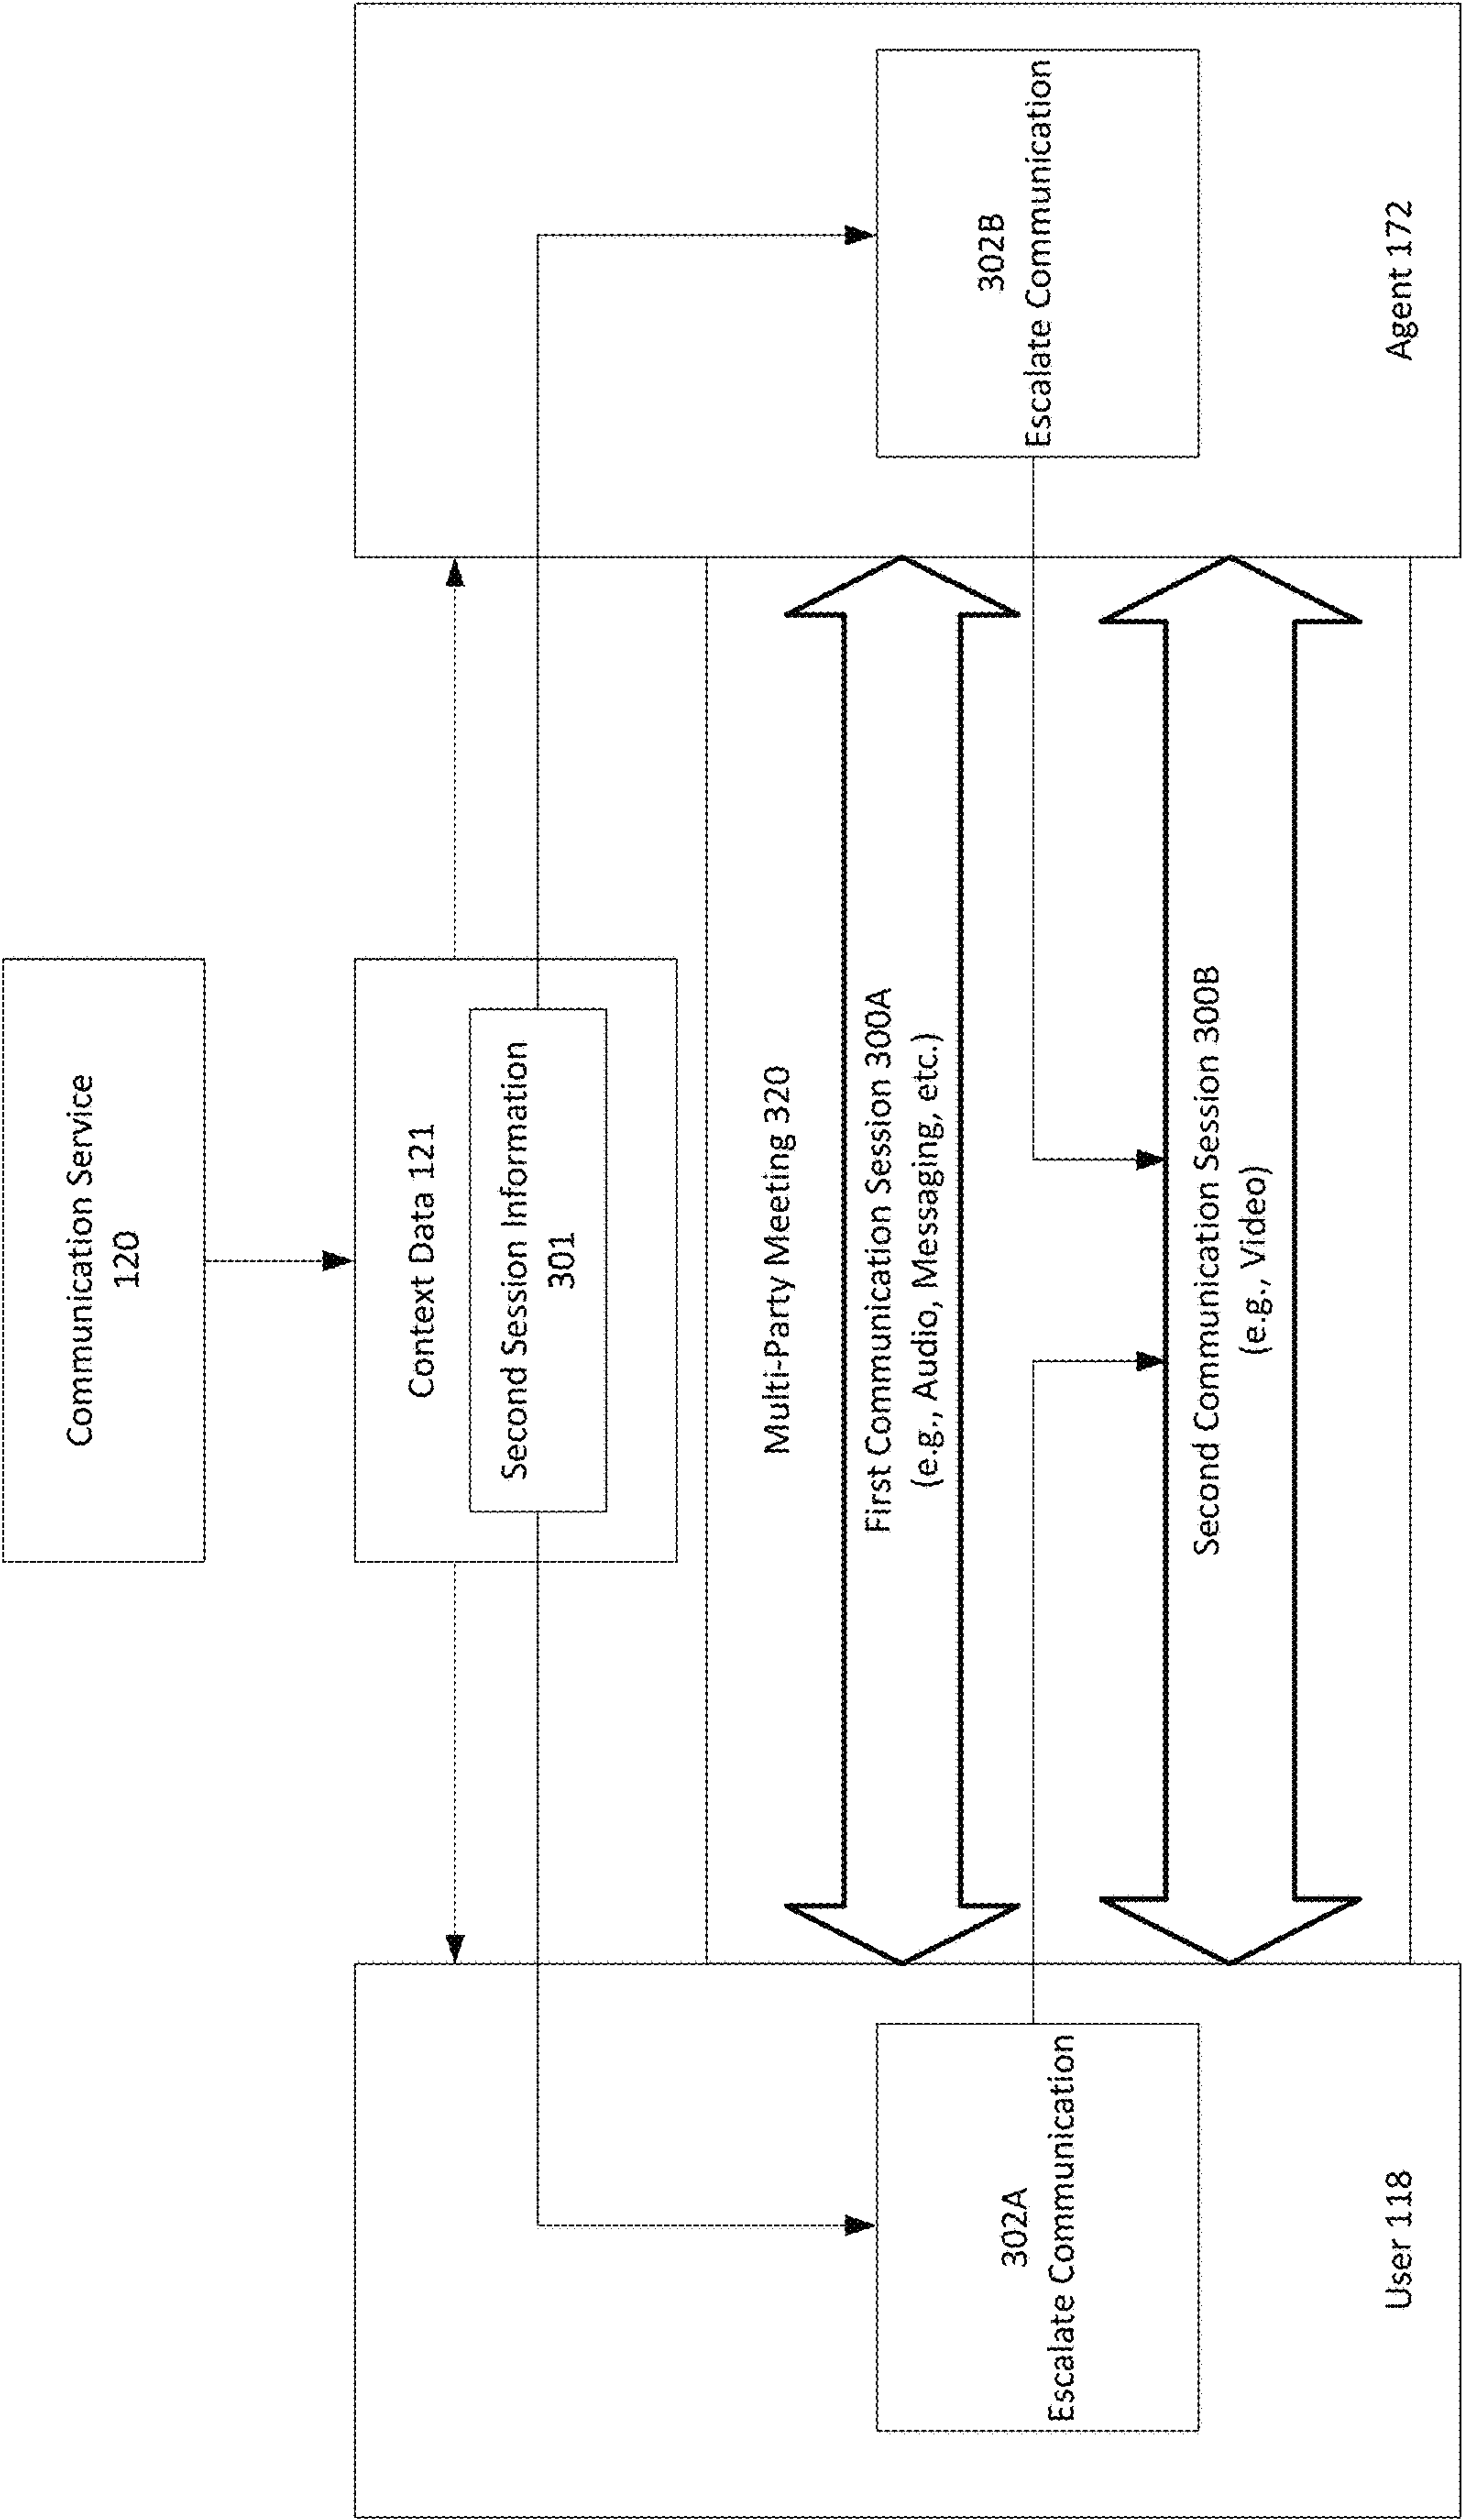 Communication Service
120
Context Data 121
Second Session Information
301
Multi-Party Meeting 320
First Communication Session 300A
(e.g., Audio, Messaging, etc.)
302A
Escalate Communication
302B
Escalate Communication
Second Communication Session 300B
(e.g., Video)
User 118
Agent 172